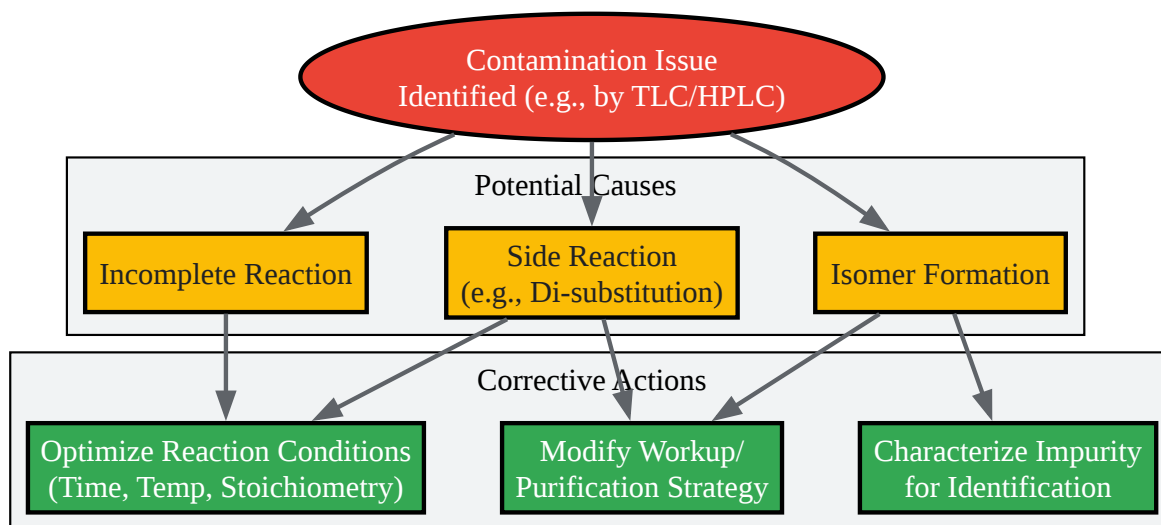 Contamination Issue
Identified (e.g., by TLC/HPLC)
Potential Causes
Incomplete Reaction
Side Reaction
(e.g., Di-substitution)
Isomer Formation
Corrective Actions
Optimize Reaction Conditions
(Time, Temp, Stoichiometry)
Modify Workup/
Purification Strategy
Characterize Impurity
for Identification